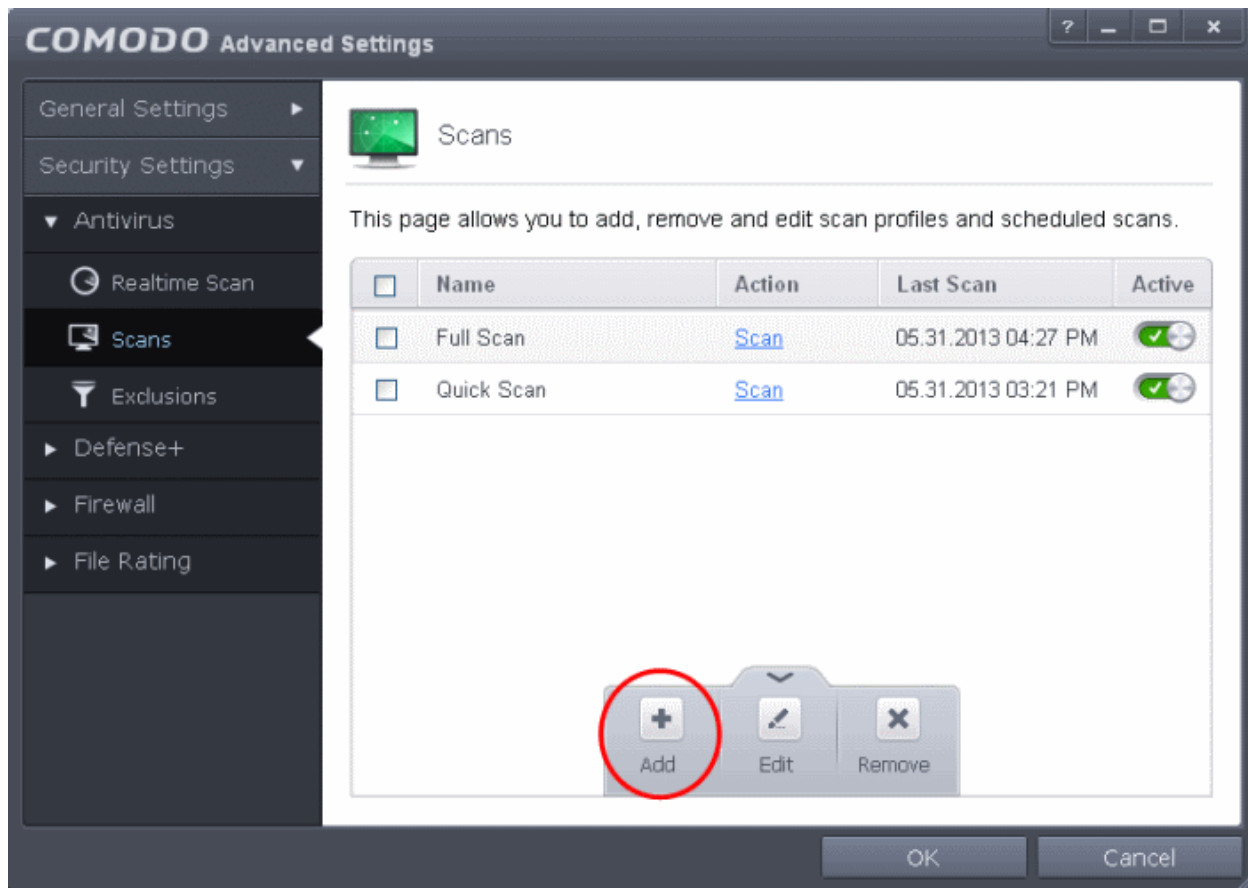 COMODO Advanced Settings
?
General Settings
Security Settings
Antivirus
Realtime Scan
Scans
Exclusions
Defense+
Firewall
File Rating
Scans
This page allows you to add, remove and edit scan profiles and scheduled scans.
Name Action Last Scan Active
Full Scan Scan 05.31.2013 04:27 PM
Quick Scan Scan 05.31.2013 03:21 PM
Add Edit Remove
OK Cancel